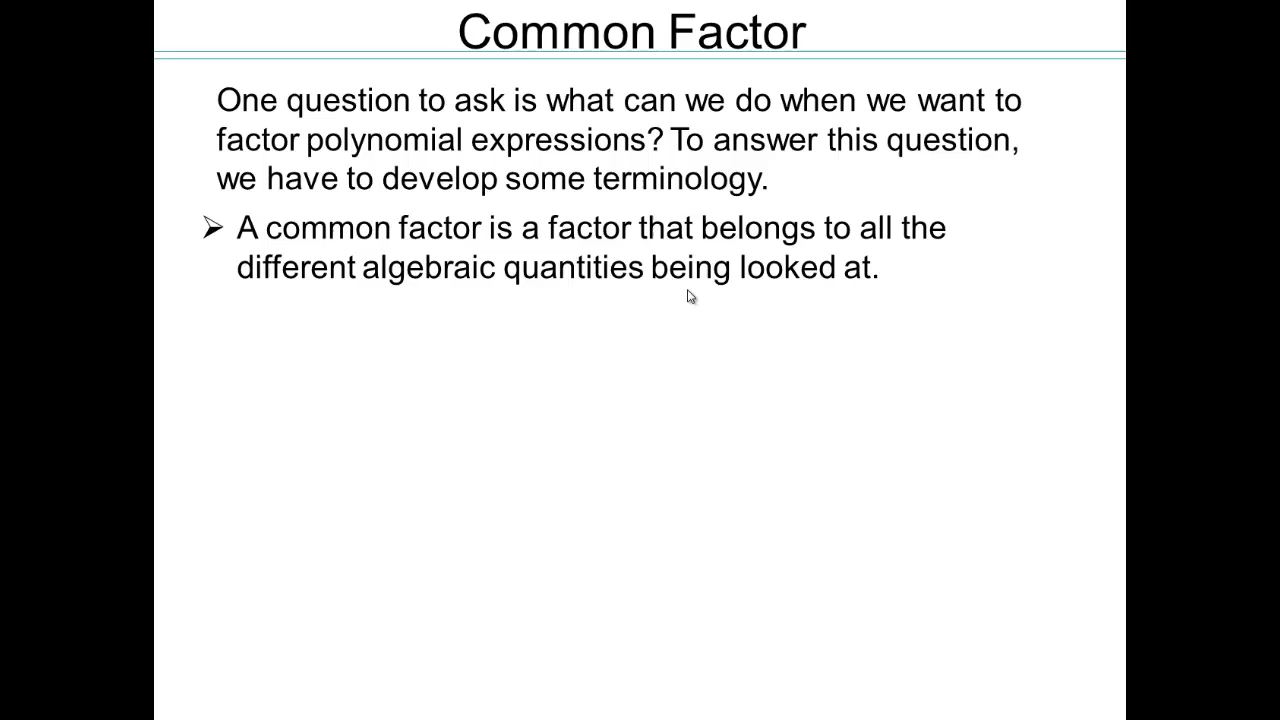 Common Factor
One question to ask is what can we do when we want to
factor polynomial expressions? To answer this question,
we have to develop some terminology.
➢ A common factor is a factor that belongs to all the
different algebraic quantities being looked at.